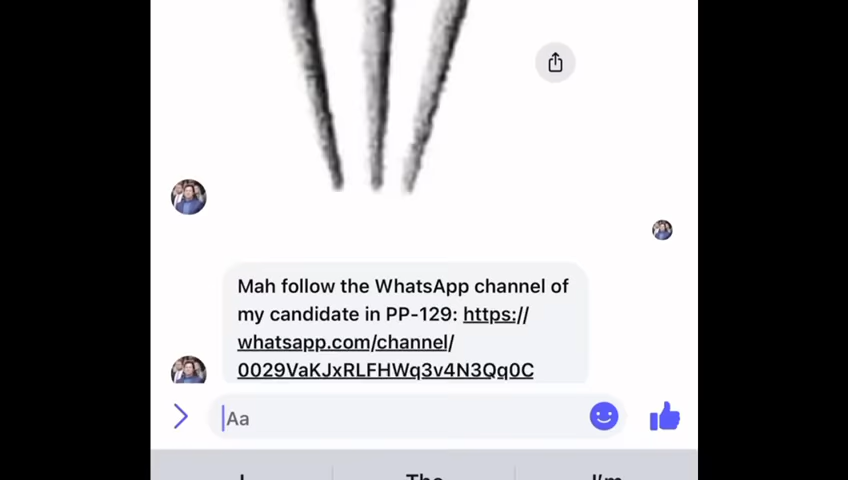 Mah follow the WhatsApp channel of
my candidate in PP-129: https://
whatsapp.com/channel/
0029VaKJxRLFHWq3v4N3Qq0C
Aa
I The I'm